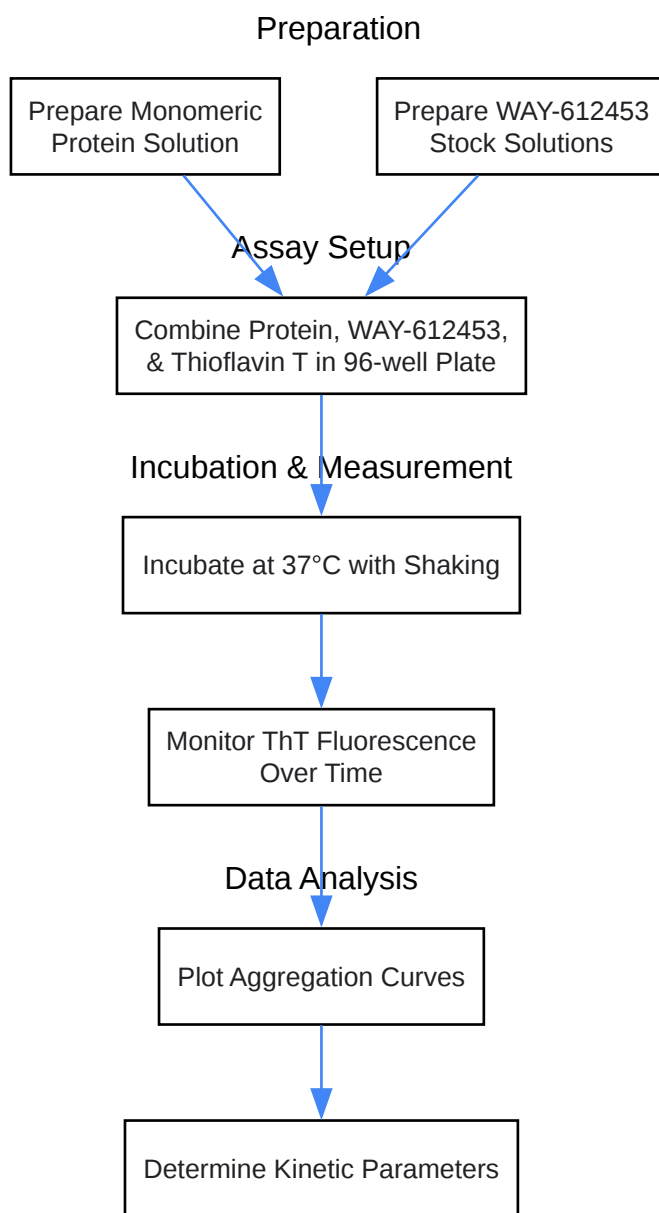 Preparation
Prepare Monomeric
Protein Solution
Prepare WAY-612453
Stock Solutions
Assay Setup
Combine Protein, WAY-612453,
& Thioflavin T in 96-well Plate
Incubation & Measurement
Incubate at 37°C with Shaking
Monitor ThT Fluorescence
Over Time
Data Analysis
Plot Aggregation Curves
Determine Kinetic Parameters